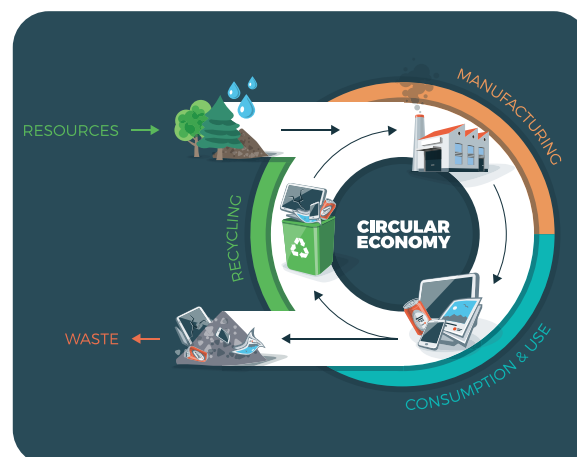 MANUFACTURING
RESOURCES
RECYCLING
CIRCULAR
ECONOMY
WASTE
CONSUMPTION & USE